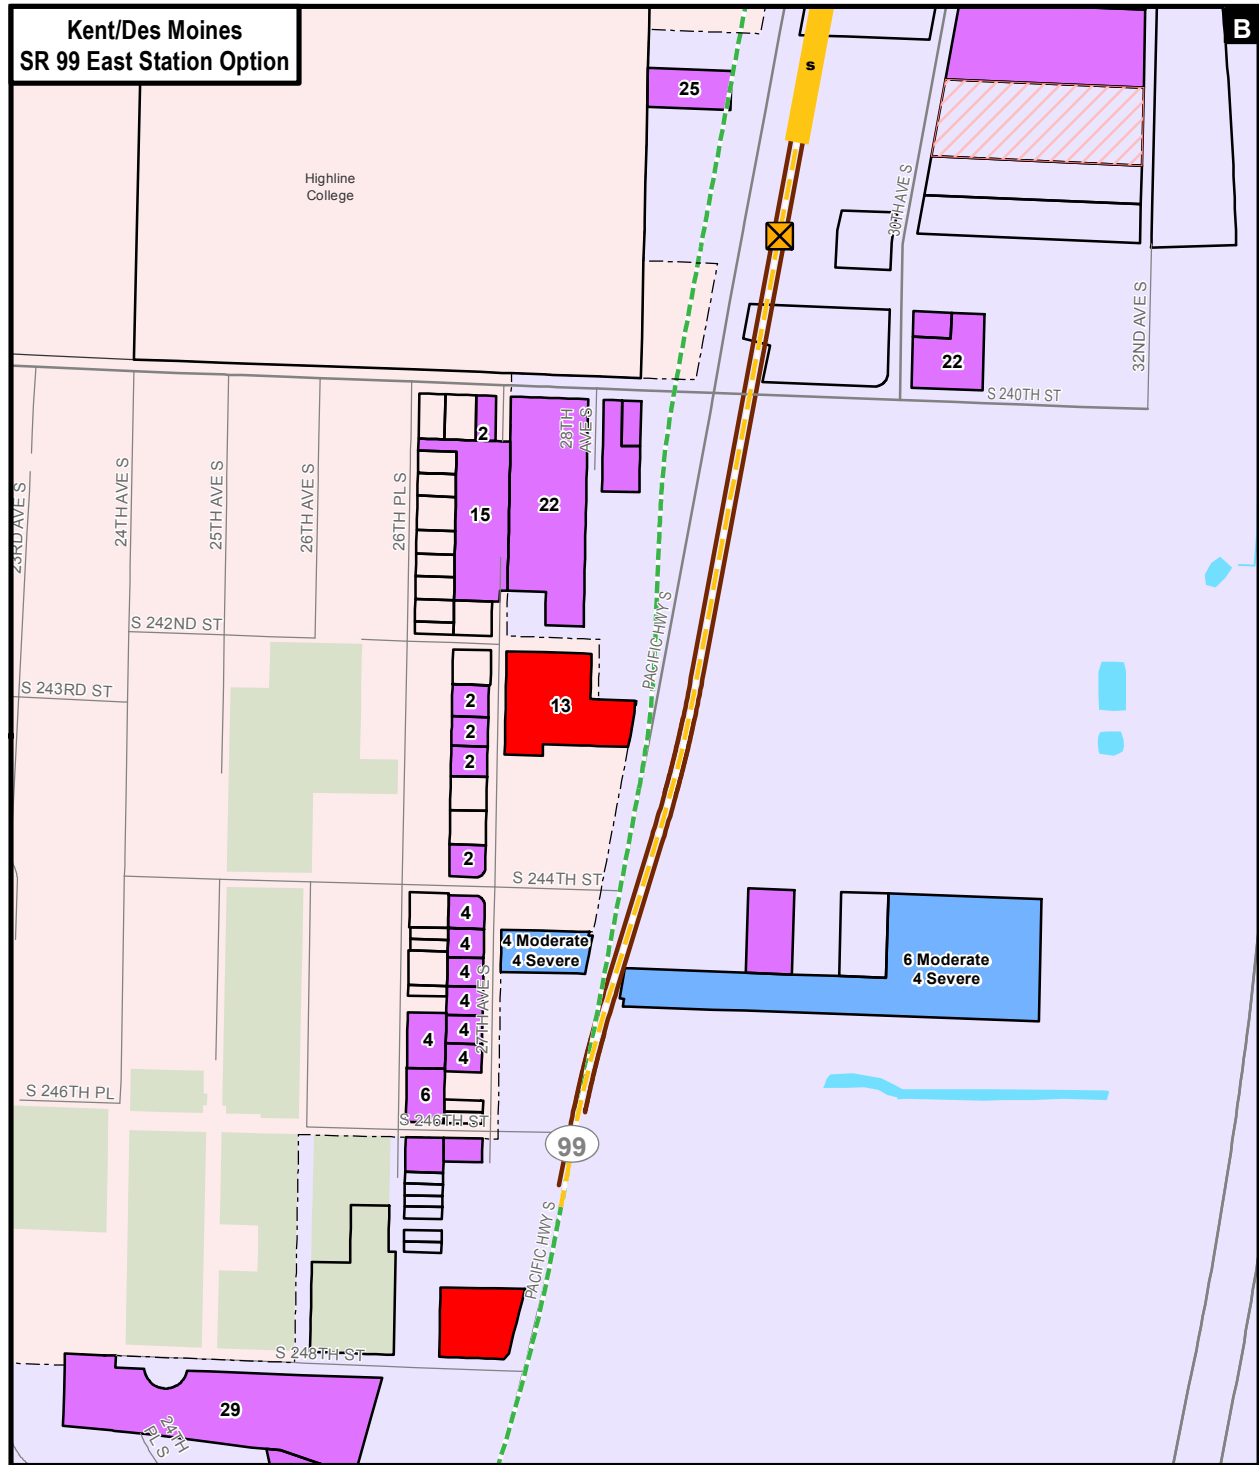 Kent/Des Moines
SR 99 East Station Option
B
s
25
Highline
College
30TH AVE S
32ND AVE S
22
S 240TH ST
2
28TH
AVE S
15
22
23RD AVE S
24TH AVE S
25TH AVE S
26TH AVE S
26TH PL S
S 242ND ST
PACIFIC HWY S
S 243RD ST
2
2
2
13
2
S 244TH ST
4
4
4
4
4
4
4 Moderate
4 Severe
6 Moderate
4 Severe
27TH AVE S
4
6
S 246TH PL
S 246TH ST
99
PACIFIC HWY S
S 248TH ST
29
24TH
PL S